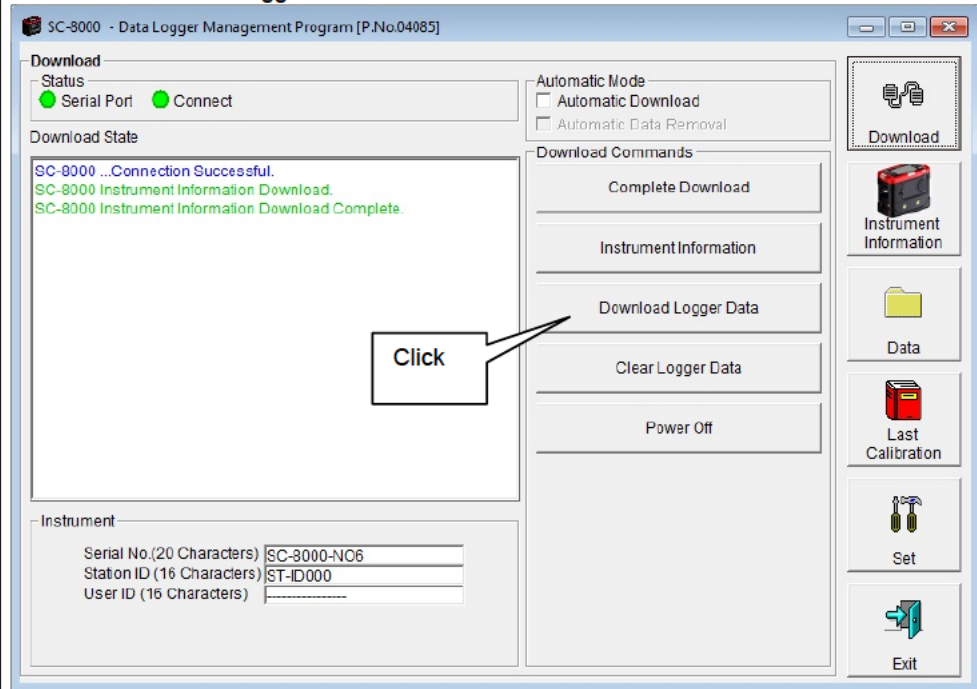 SC-8000 - Data Logger Management Program [P.No.04085]
Download
Status
Serial Port Connect
Download State
SC-8000 ...Connection Successful.
SC-8000 Instrument Information Download.
SC-8000 Instrument Information Download Complete.
Click
Instrument
Serial No.(20 Characters) SC-8000-NO6
Station ID (16 Characters) ST-ID000
User ID (16 Characters) ----------------
Automatic Mode
Automatic Download
Automatic Data Removal
Download Commands
Complete Download
Instrument Information
Download Logger Data
Clear Logger Data
Power Off
Download
Instrument
Information
Data
Last
Calibration
Set
Exit